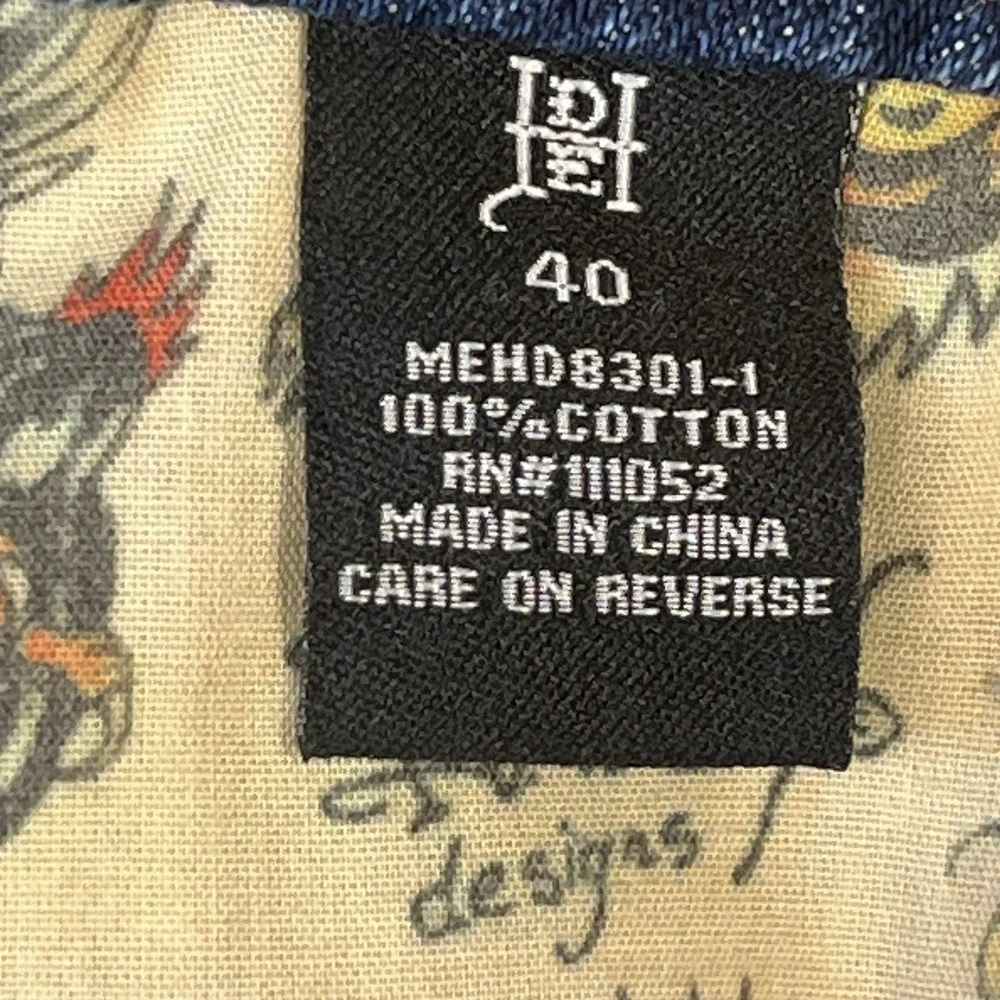 40
MEHD8301-1
100%COTTON
RN#111052
MADE IN CHINA
CARE ON REVERSE
designs